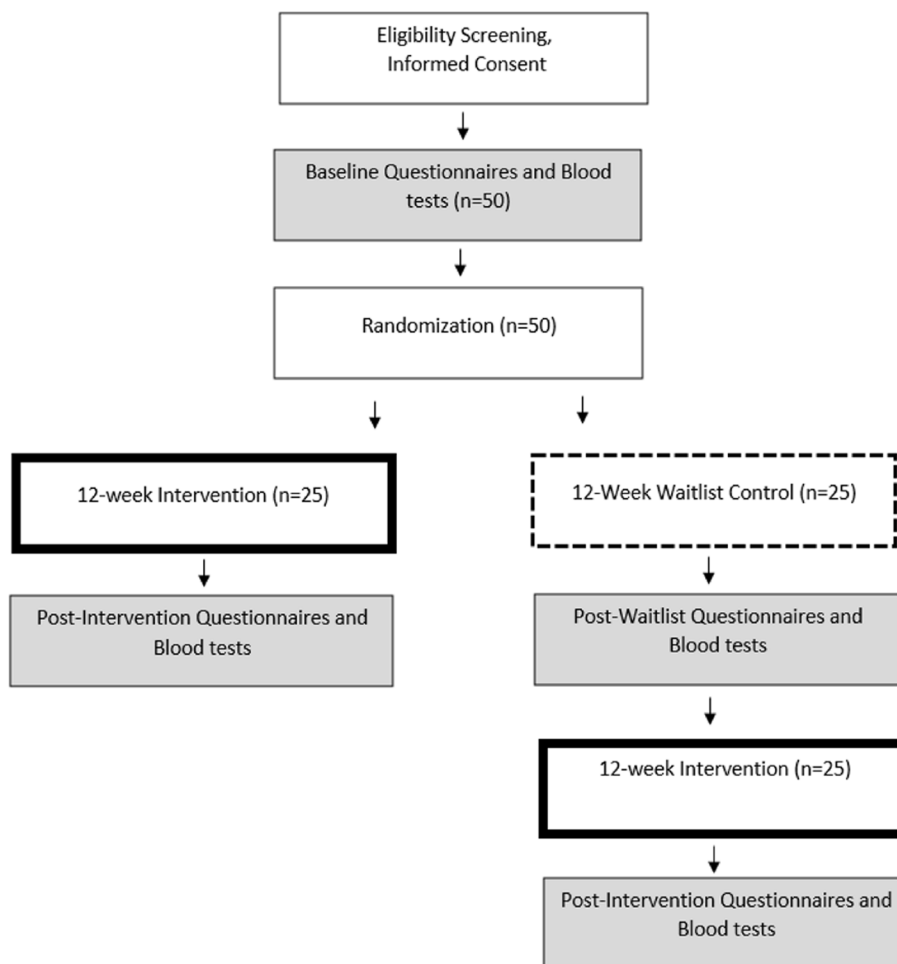 Eligibility Screening,
Informed Consent
Baseline Questionnaires and Blood
tests (n=50)
Randomization (n=50)
12-week Intervention (n=25)
12-Week Waitlist Control (n=25)
Post-Intervention Questionnaires and
Blood tests
Post-Waitlist Questionnaires and
Blood tests
12-week Intervention (n=25)
Post-Intervention Questionnaires and
Blood tests